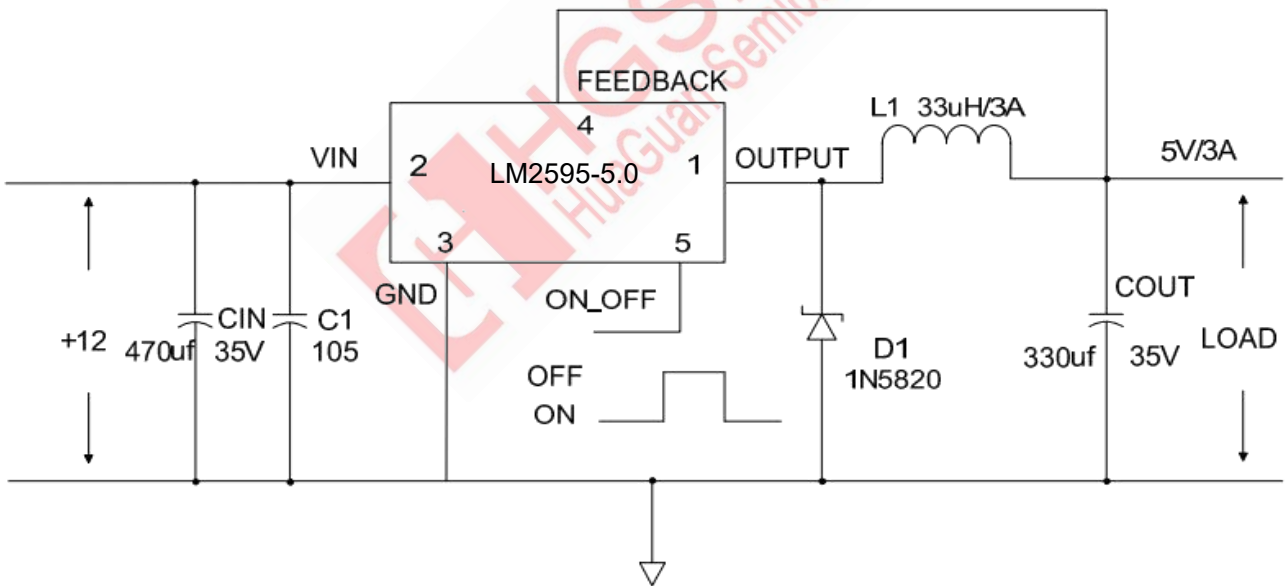 FEEDBACK
4
L1 33uH/3A
VIN
2
LM2595-5.0
1
OUTPUT
5V/3A
3
5
GND
ON_OFF
COUT
CIN
C1
+12
470uf
35V
105
D1
1N5820
330uf
35V
LOAD
OFF
ON
HuaGuan